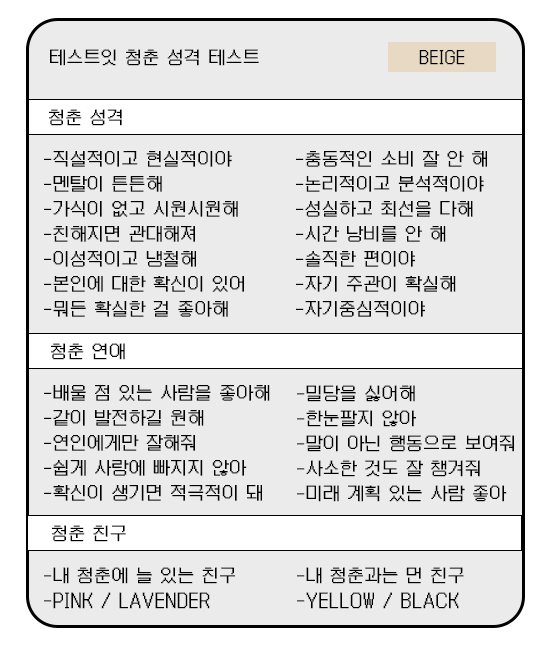 테스트잇 청춘 성격 테스트
BEIGE
청춘 성격
-직설적이고 현실적이야
-멘탈이 튼튼해
-가식이 없고 시원시원해
-친해지면 관대해져
-이성적이고 냉철해
-본인에 대한 확신이 있어
-뭐든 확실한 걸 좋아해
-충동적인 소비 잘 안 해
-논리적이고 분석적이야
-성실하고 최선을 다해
-시간 낭비를 안 해
-솔직한 편이야
-자기 주관이 확실해
-자기중심적이야
청춘 연애
-배울 점 있는 사람을 좋아해
-같이 발전하길 원해
-연인에게만 잘해줘
-쉽게 사랑에 빠지지 않아
-확신이 생기면 적극적이 돼
-밀당을 싫어해
-한눈팔지 않아
-말이 아닌 행동으로 보여줘
-사소한 것도 잘 챙겨줘
-미래 계획 있는 사람 좋아
청춘 친구
-내 청춘에 늘 있는 친구
-PINK / LAVENDER
-내 청춘과는 먼 친구
-YELLOW / BLACK